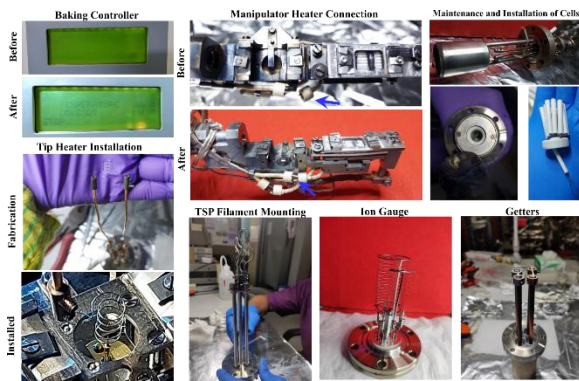 Baking Controller
Before
After
Tip Heater Installation
Fabrication
Installed
Manipulator Heater Connection
Before
After
Maintenance and Installation of Cells
TSP Filament Mounting
Ion Gauge
Getters